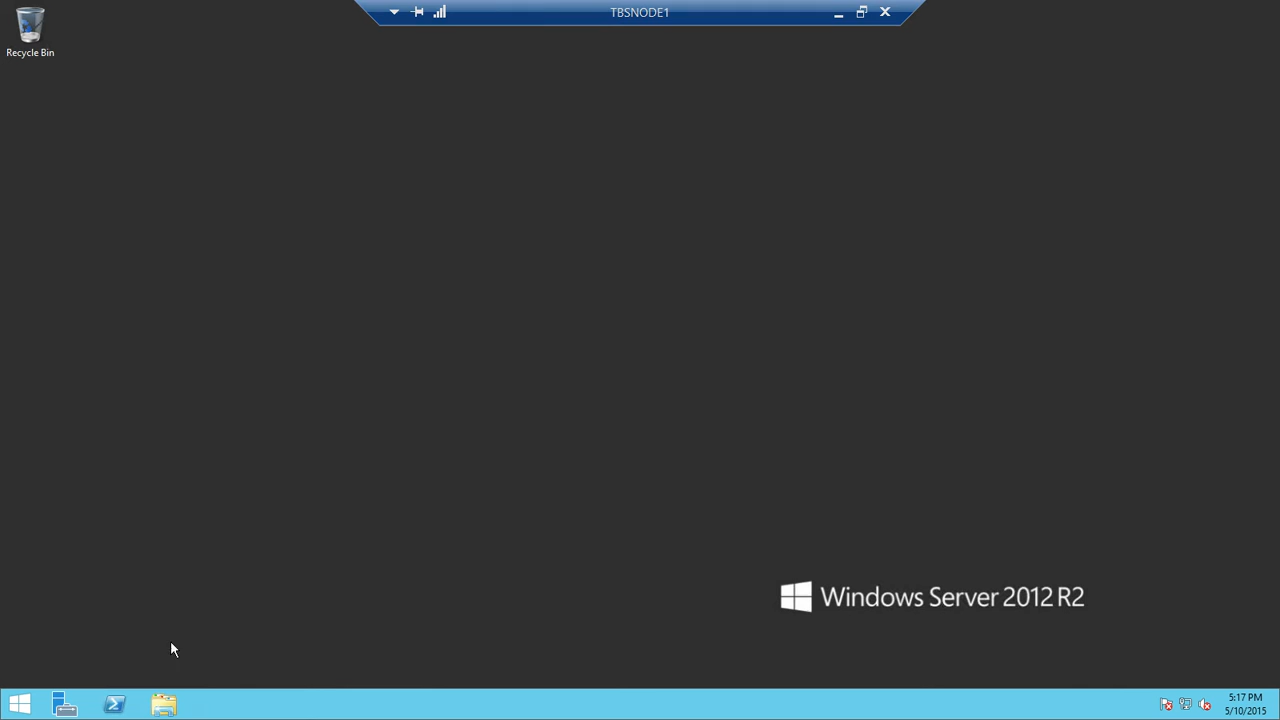 TBSNODE1
Recycle Bin
Windows Server 2012 R2
5:17 PM
5/10/2015